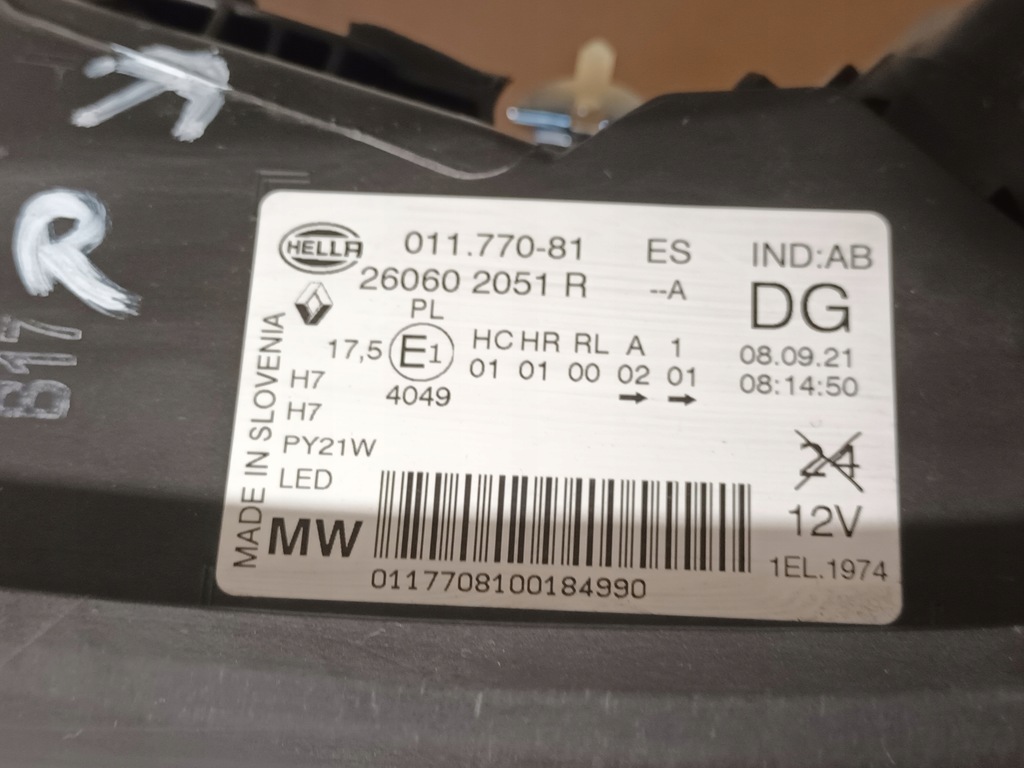 R
B17
HELLA 011.770-81 ES IND:AB
260602051 R --A DG
PL
17,5 E1 HC HR RL A 1 08.09.21
4049 01 01 00 02 01 08:14:50
H7
H7
PY21W
LED
24
12V
MADE IN SLOVENIA
MW
0117708100184990
1EL.1974